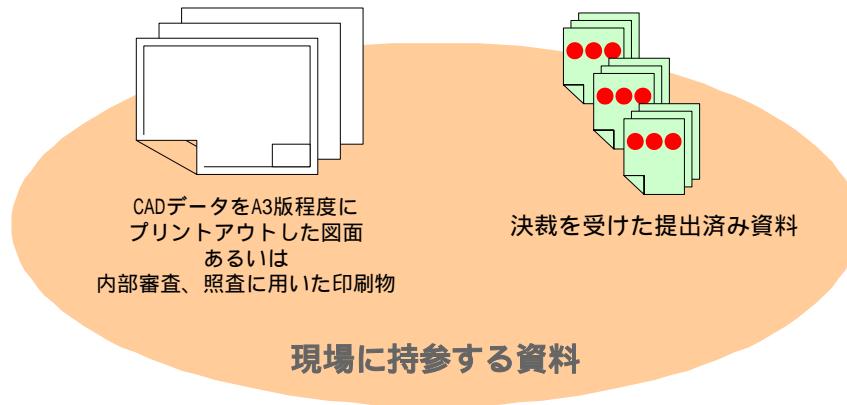 CADデータをA3版程度に
プリントアウトした図面
あるいは
内部審査、照査に用いた印刷物
決裁を受けた提出済み資料
現場に持参する資料